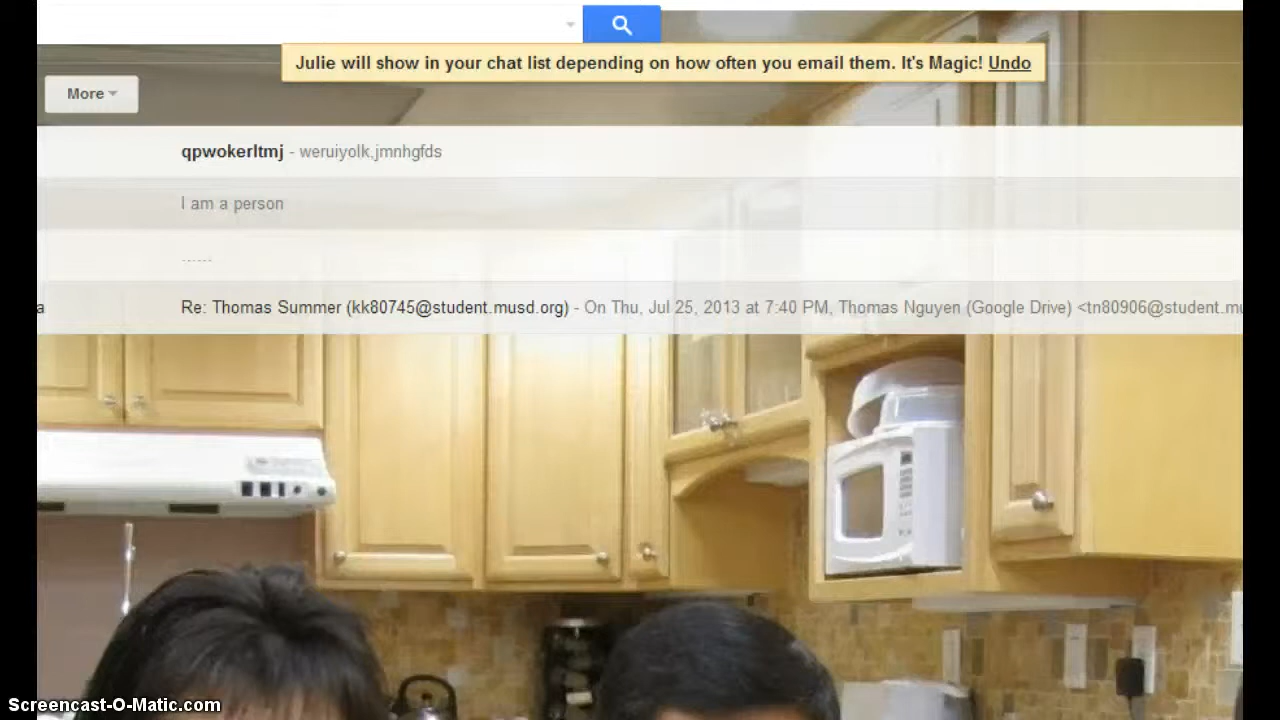 Julie will show in your chat list depending on how often you email them. It's Magic! Undo
More
qpwokerltmj - weruiyolk,jmnhgfds
I am a person
------
a Re: Thomas Summer (kk80745@student.musd.org) - On Thu, Jul 25, 2013 at 7:40 PM, Thomas Nguyen (Google Drive) <tn80906@student.mu
Screencast-O-Matic.com